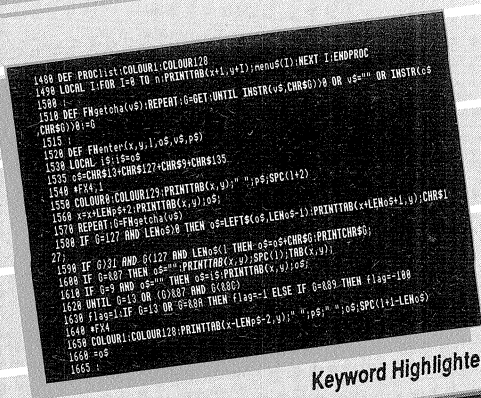 1480 DEF PROClist:COLOUR1:COLOUR128
1490 LOCAL I:FOR I=0 TO n:PRINTTAB(x+1,y+I);menu$(I):NEXT I:ENDPROC
1500 :
1510 DEF FNgetcha(v$):REPEAT:G=GET:UNTIL INSTR(v$,CHR$G)>0 OR v$="" OR INSTR(c$
,CHR$G)>0:=G
1515 :
1520 DEF FNenter(x,y,l,o$,v$,p$)
1530 LOCAL i$:i$=o$
1535 c$=CHR$13+CHR$127+CHR$9+CHR$135
1540 *FX4,1
1550 COLOUR0:COLOUR129:PRINTTAB(x,y);" ";p$;SPC(l+2)
1560 x=x+LENp$+2:PRINTTAB(x,y);o$;
1570 REPEAT:G=FNgetcha(v$)
1580 IF G=127 AND LENo$>0 THEN o$=LEFT$(o$,LENo$-1):PRINTTAB(x+LENo$+1,y);CHR$1
27;
1590 IF G>31 AND G<127 AND LENo$<l THEN o$=o$+CHR$G:PRINTCHR$G;
1600 IF G=&87 THEN o$="":PRINTTAB(x,y);SPC(l);TAB(x,y);
1610 IF G=9 AND o$="" THEN o$=i$:PRINTTAB(x,y);o$;
1620 UNTIL G=13 OR (G>&87 AND G<&8C)
1630 flag=1:IF G=13 OR G=&8A THEN flag=-1 ELSE IF G=&89 THEN flag=-100
1640 *FX4
1650 COLOUR1:COLOUR128:PRINTTAB(x-LENp$-2,y);" ";p$;" ";o$;SPC(l+1-LENo$)
1660 =o$
1665 :
Keyword Highlighte